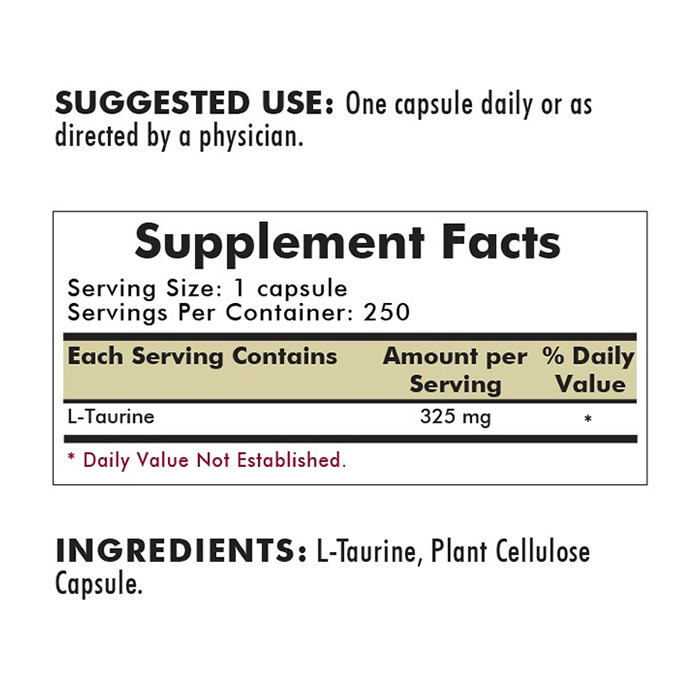 SUGGESTED USE: One capsule daily or as
directed by a physician.
Supplement Facts
Serving Size: 1 capsule
Servings Per Container: 250
Each Serving Contains Amount per % Daily
Serving Value
L-Taurine 325 mg *
* Daily Value Not Established.
INGREDIENTS: L-Taurine, Plant Cellulose
Capsule.